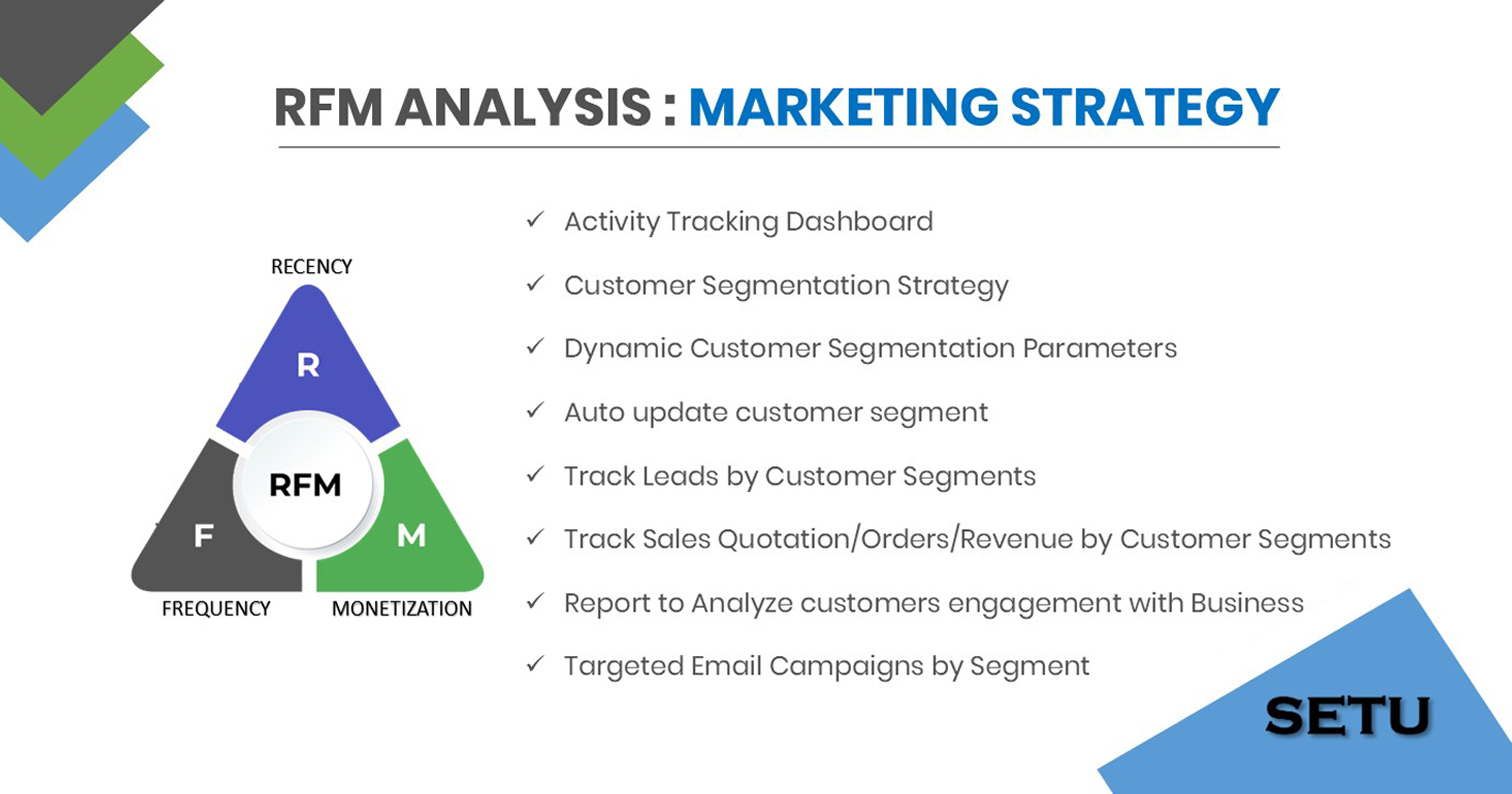 RFM ANALYSIS : MARKETING STRATEGY
RECENCY
R
RFM
F
M
FREQUENCY
MONETIZATION
Activity Tracking Dashboard
Customer Segmentation Strategy
Dynamic Customer Segmentation Parameters
Auto update customer segment
Track Leads by Customer Segments
Track Sales Quotation/Orders/Revenue by Customer Segments
Report to Analyze customers engagement with Business
Targeted Email Campaigns by Segment
SETU